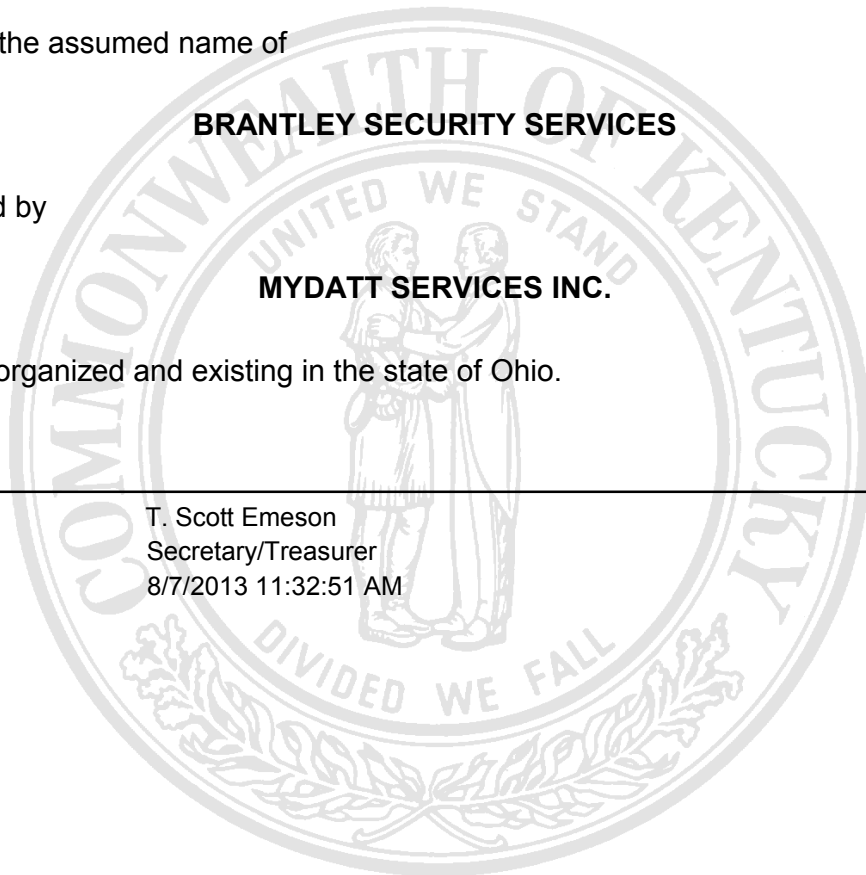 the assumed name of
BRANTLEY SECURITY SERVICES
d by
MYDATT SERVICES INC.
organized and existing in the state of Ohio.
T. Scott Emeson
Secretary/Treasurer
8/7/2013 11:32:51 AM
COMMONWEALTH OF KENTUCKY
UNITED WE STAND
DIVIDED WE FALL